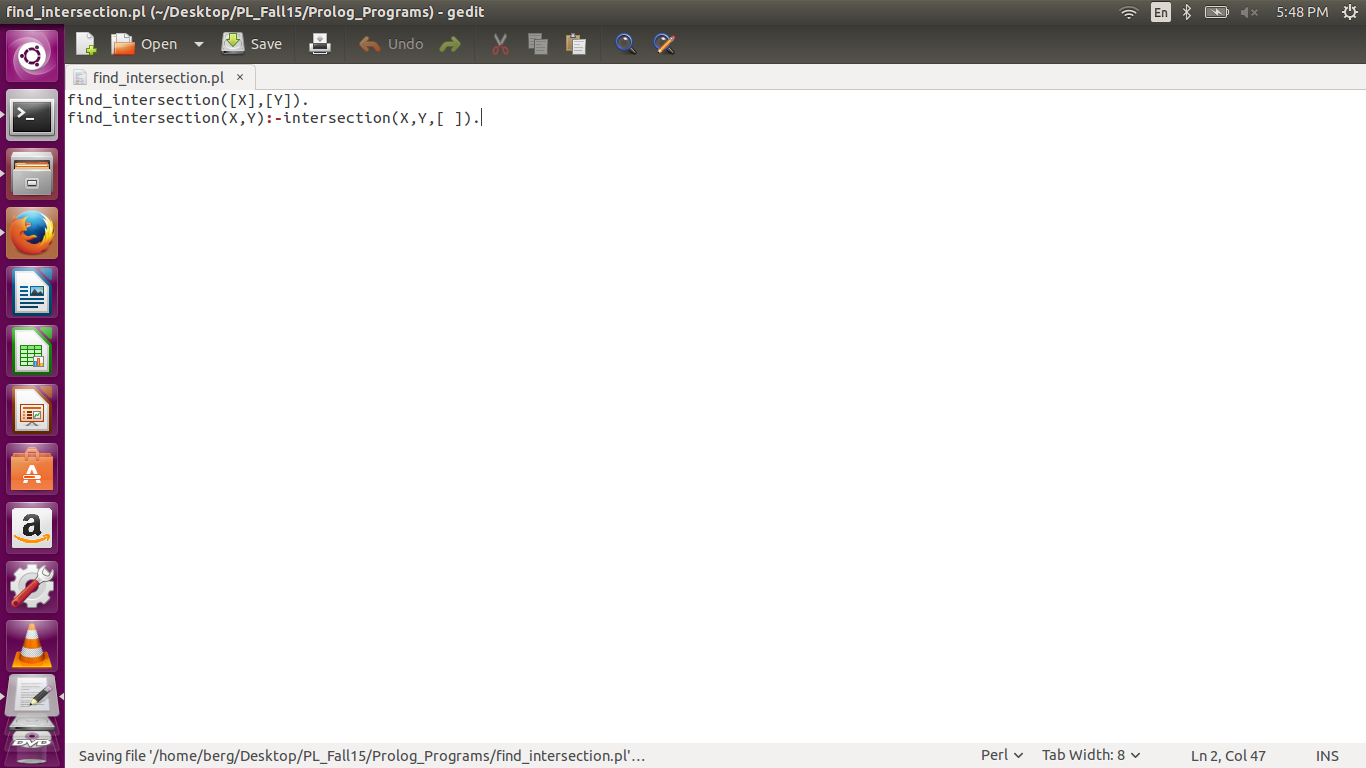 find_intersection.pl (~/Desktop/PL_Fall15/Prolog_Programs) - gedit
En
5:48 PM
Open
Save
Undo
find_intersection.pl ×
find_intersection([X],[Y]).
find_intersection(X,Y):-intersection(X,Y,[ ]).
Saving file '/home/berg/Desktop/PL_Fall15/Prolog_Programs/find_intersection.pl'…
Perl
Tab Width: 8
Ln 2, Col 47
INS